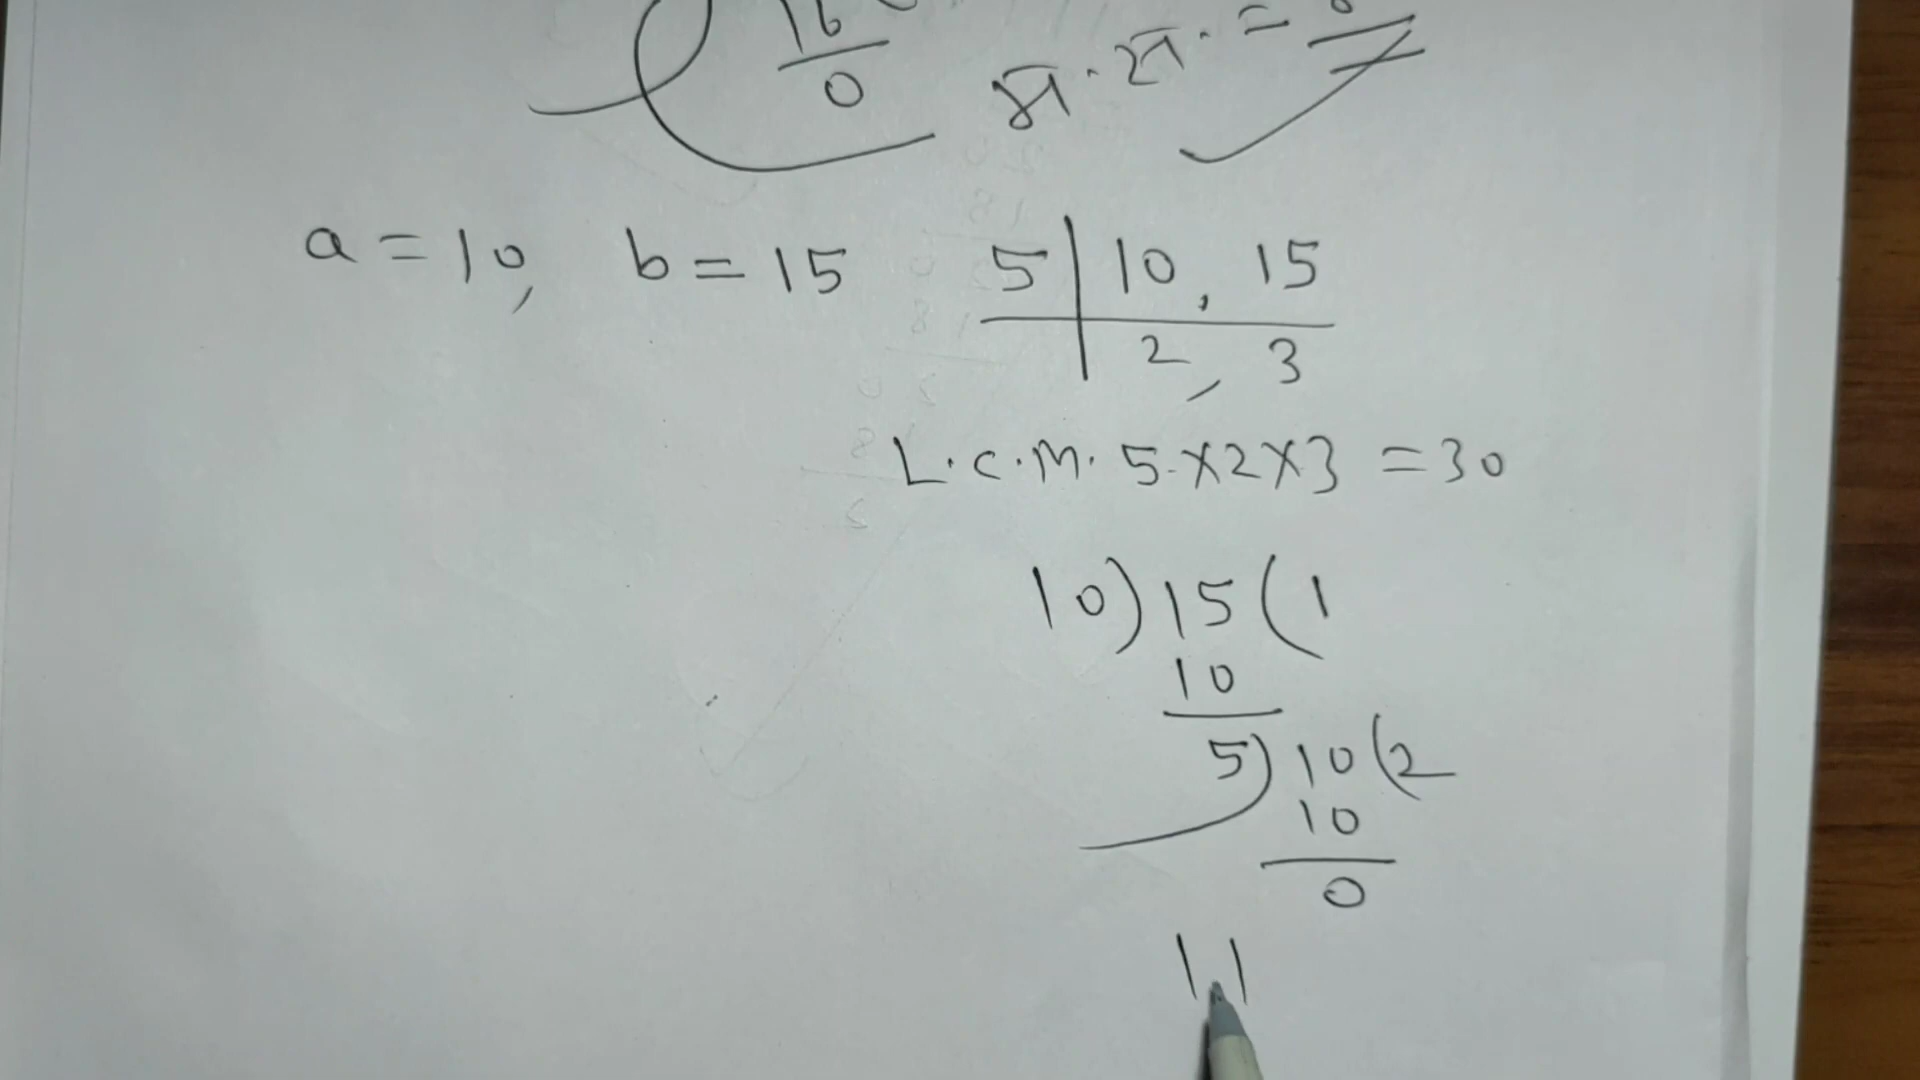 16
0
গ.সা.গু. =
a = 10, b = 15
5 | 10, 15
2, 3
L.C.M. 5 × 2 × 3 = 30
10) 15 ( 1
10
5) 10 ( 2
10
0